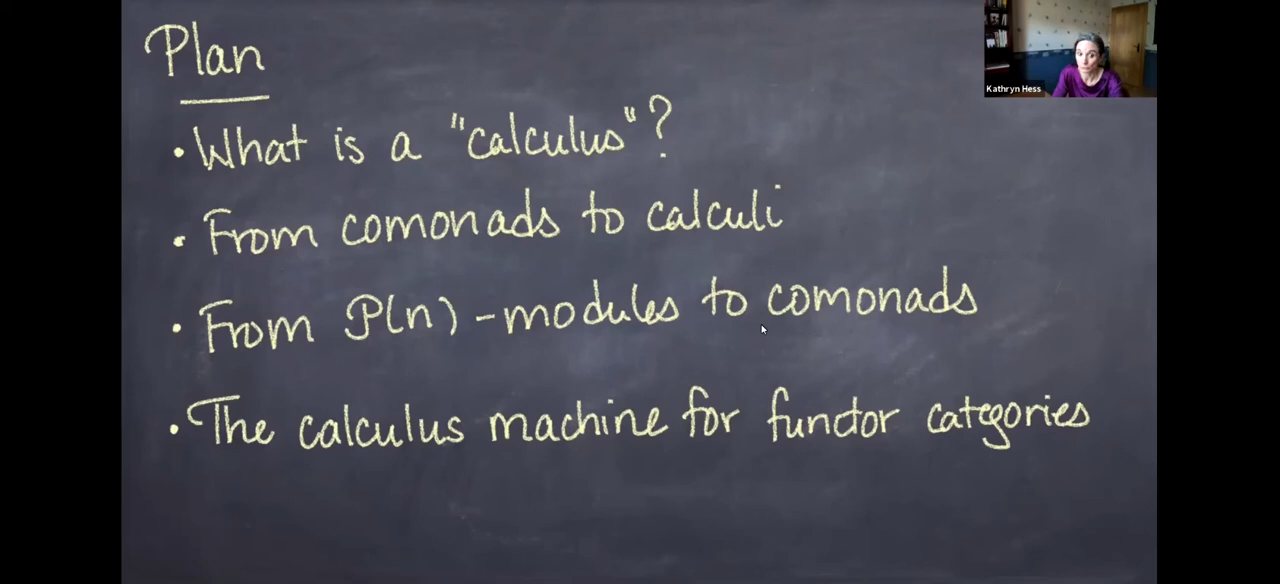 Plan
Kathryn Hess
• What is a "calculus"?
• From comonads to calculi
• From P(n)-modules to comonads
• The calculus machine for functor categories